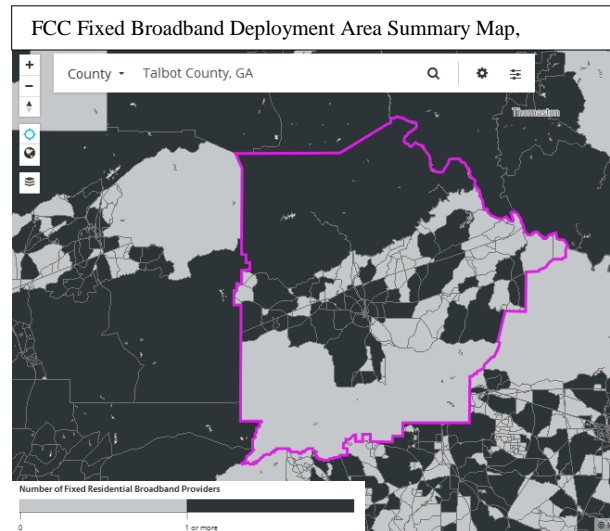 FCC Fixed Broadband Deployment Area Summary Map,
+
County Talbot County, GA
−
Thomaston
Number of Fixed Residential Broadband Providers
0 1 or more